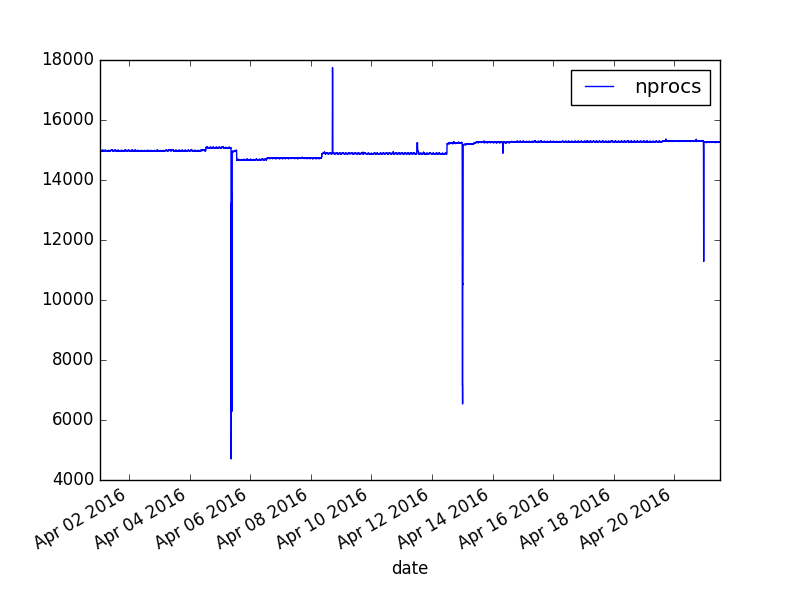 18000
16000
14000
12000
10000
8000
6000
4000
nprocs
Apr 02 2016
Apr 04 2016
Apr 06 2016
Apr 08 2016
Apr 10 2016
Apr 12 2016
Apr 14 2016
Apr 16 2016
Apr 18 2016
Apr 20 2016
date